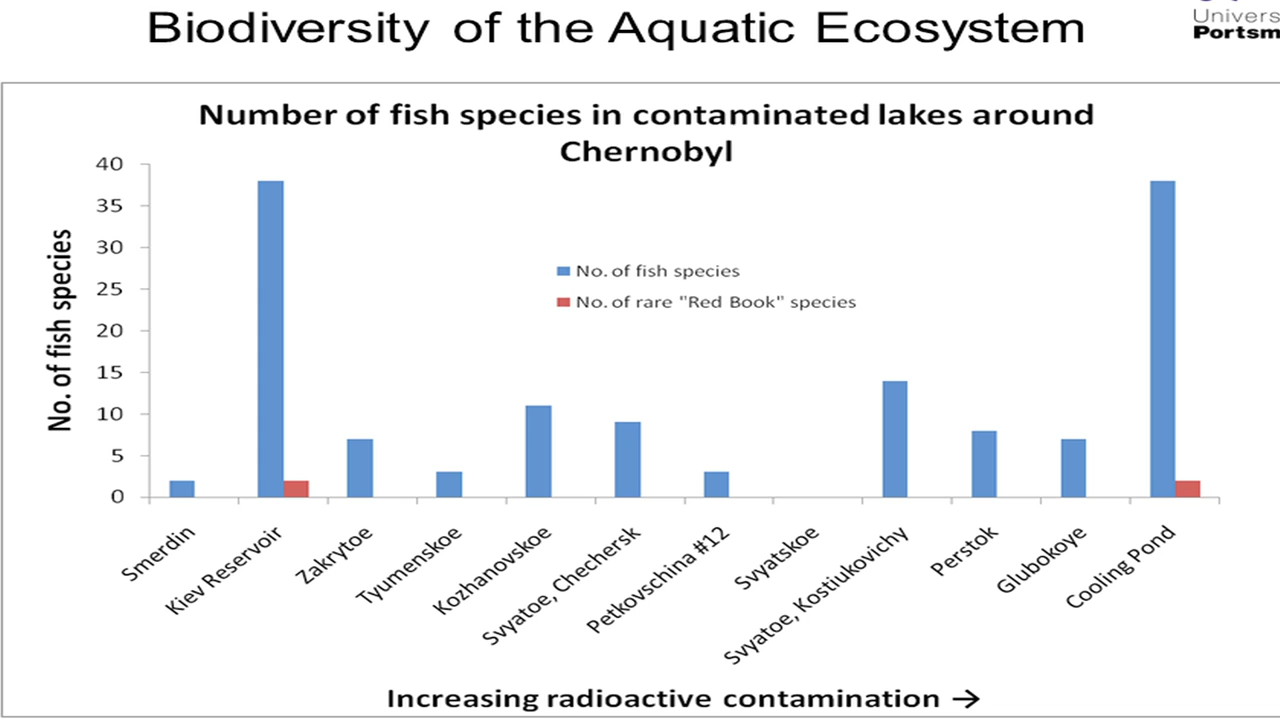 Biodiversity of the Aquatic Ecosystem
Univers
Portsm
Number of fish species in contaminated lakes around
Chernobyl
No. of fish species
40
35
30
25
20
15
10
5
0
No. of fish species
No. of rare "Red Book" species
Smerdin
Kiev Reservoir
Zakrytoe
Tyumenskoe
Kozhanovskoe
Svyatoe, Chechersk
Petkovschina #12
Svyatskoe
Svyatoe, Kostiukovichy
Perstok
Glubokoye
Cooling Pond
Increasing radioactive contamination →